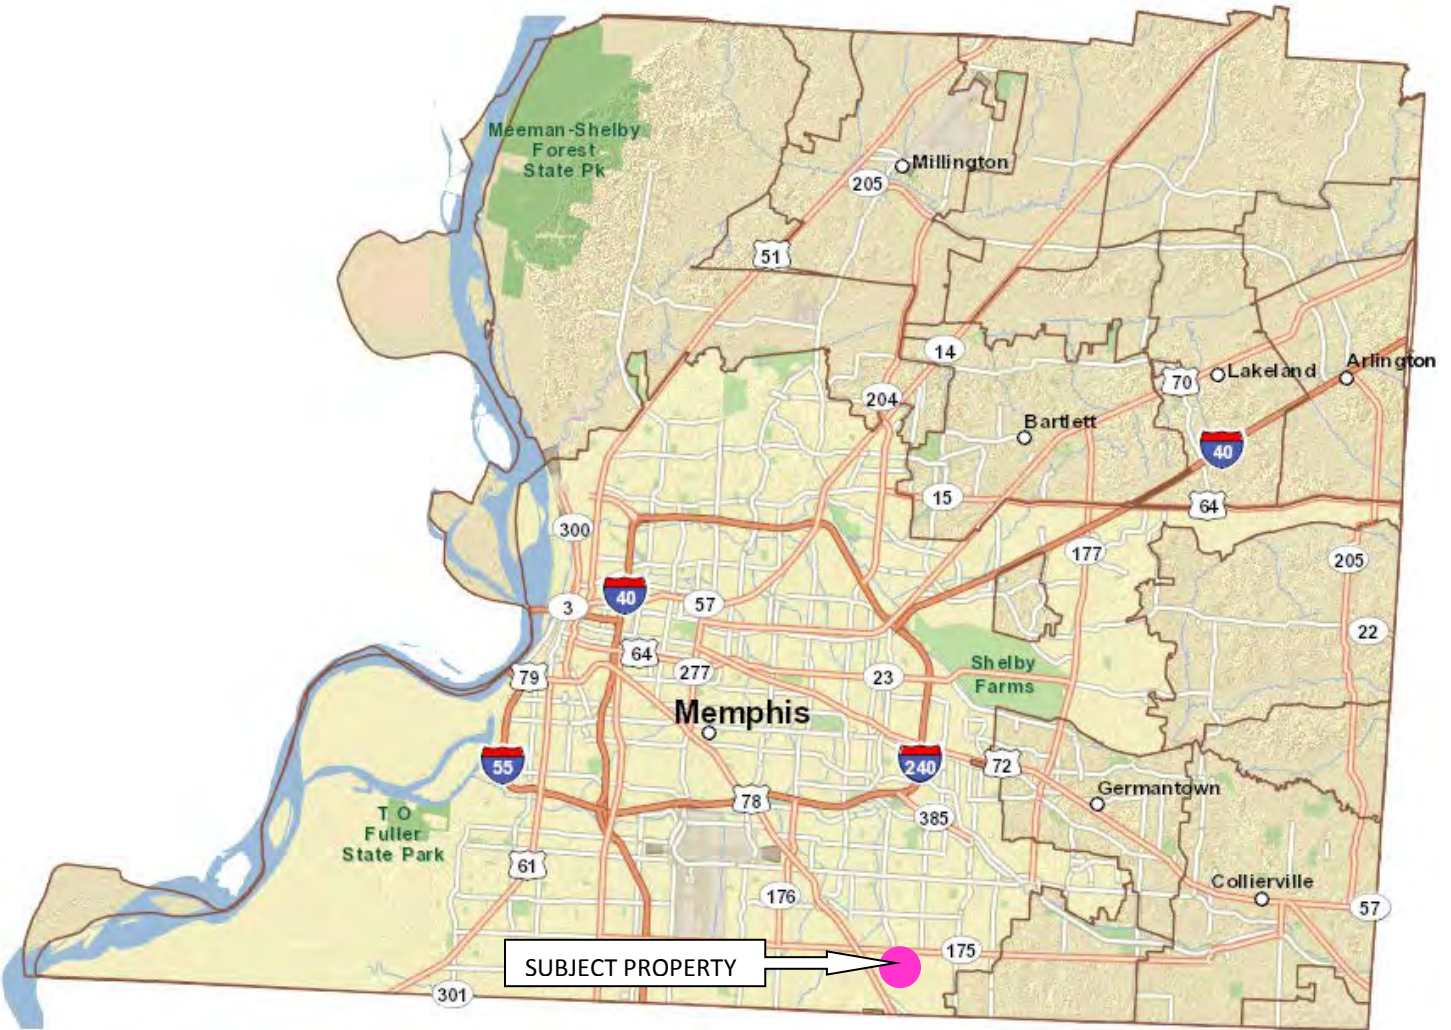 Meeman-Shelby
Forest
State Pk
Millington
205
51
14
204
70
Lakeland
Arlington
Bartlett
40
15
64
300
177
205
40
3
57
22
64
79
277
23
Shelby
Farms
Memphis
55
240
72
78
Germantown
385
T O
Fuller
State Park
61
176
Collierville
57
175
SUBJECT PROPERTY
301